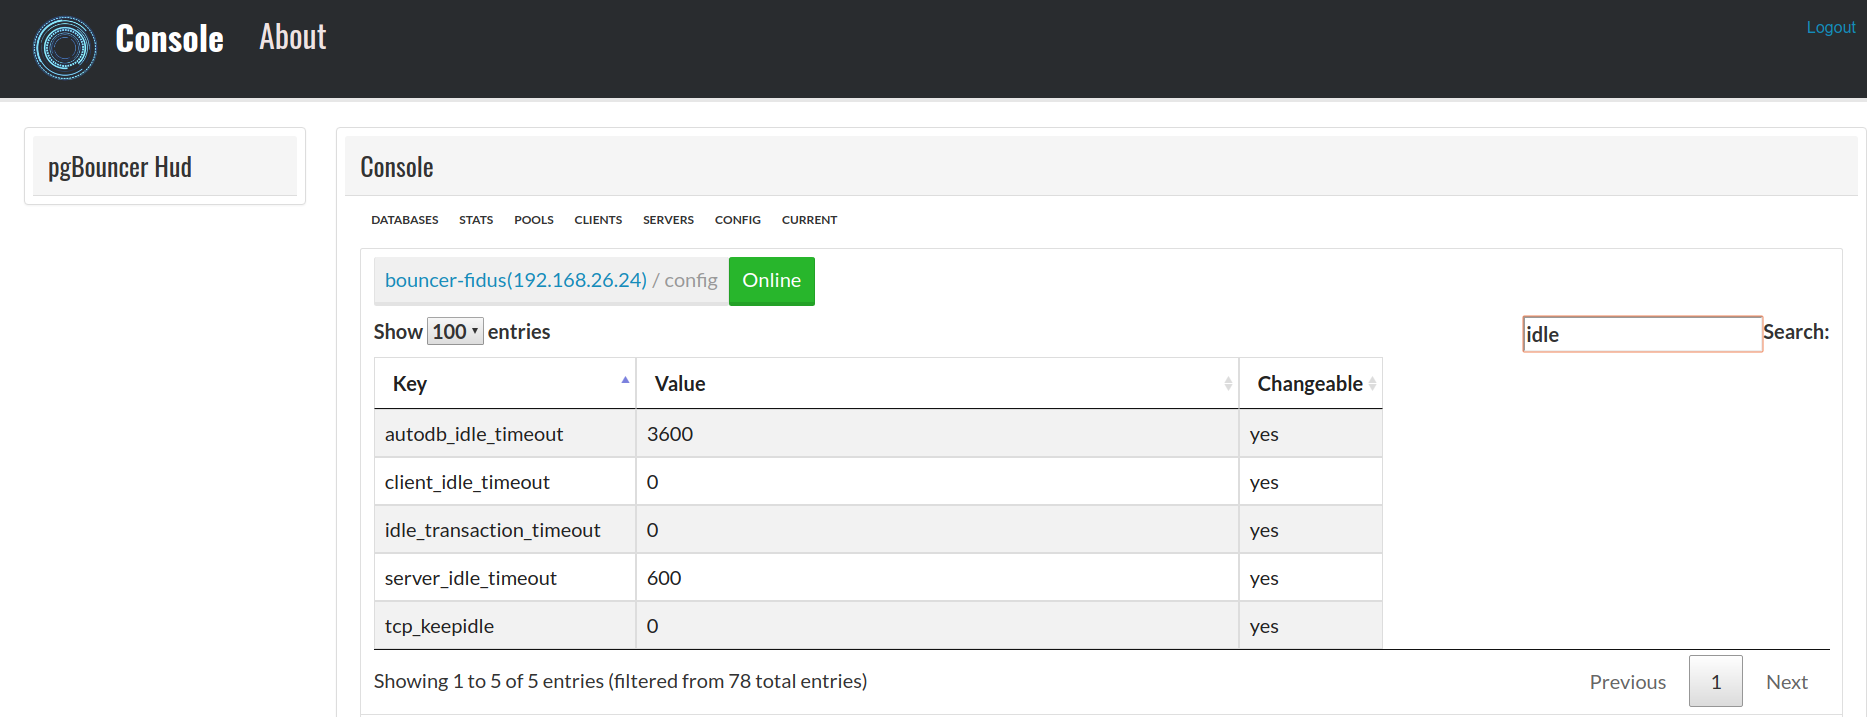 Console About Logout
pgBouncer Hud
Console
DATABASES STATS POOLS CLIENTS SERVERS CONFIG CURRENT
bouncer-fidus(192.168.26.24) / config Online
Show 100 entries idle Search:
Key Value Changeable
autodb_idle_timeout 3600 yes
client_idle_timeout 0 yes
idle_transaction_timeout 0 yes
server_idle_timeout 600 yes
tcp_keepidle 0 yes
Showing 1 to 5 of 5 entries (filtered from 78 total entries) Previous 1 Next